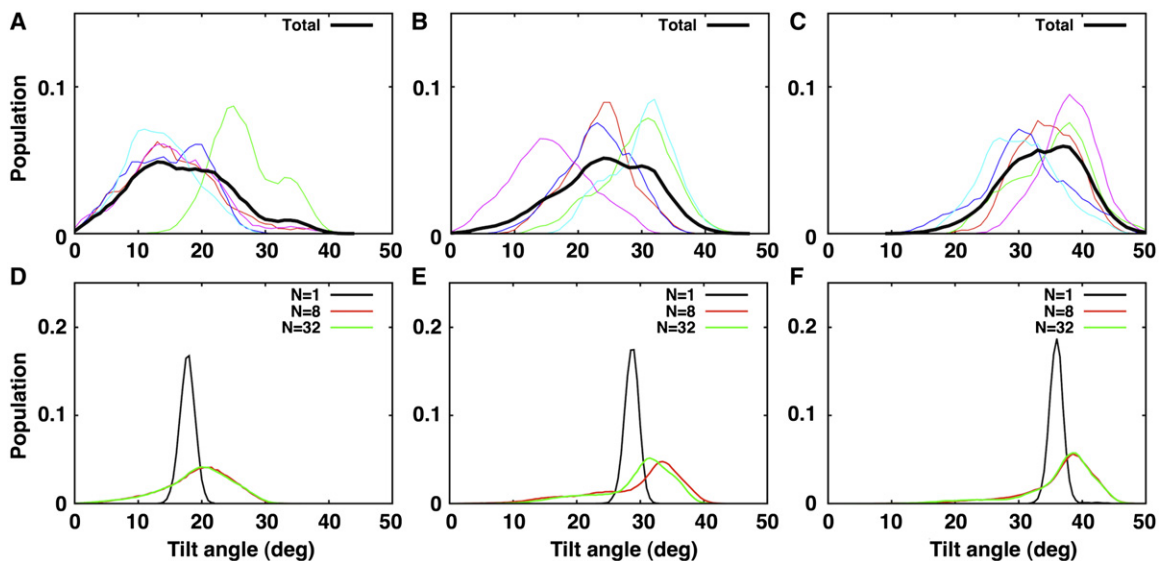 A B C
Total Total Total
Population
0.1 0.1 0.1
0 0 0
0 10 20 30 40 50 0 10 20 30 40 50 0 10 20 30 40 50
D E F
N=1 N=1 N=1
N=8 N=8 N=8
N=32 N=32 N=32
Population
0.2 0.2 0.2
0.1 0.1 0.1
0 0 0
0 10 20 30 40 50 0 10 20 30 40 50 0 10 20 30 40 50
Tilt angle (deg) Tilt angle (deg) Tilt angle (deg)